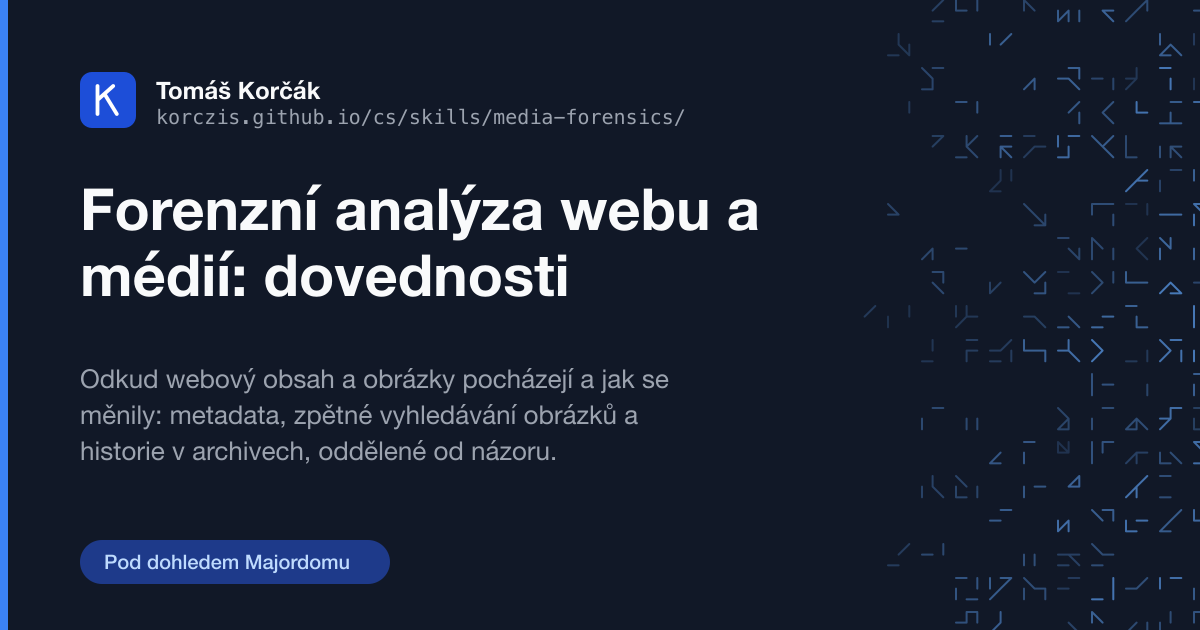 K
Tomáš Korčák
korczis.github.io/cs/skills/media-forensics/
Forenzní analýza webu a
médií: dovednosti
Odkud webový obsah a obrázky pocházejí a jak se
měnily: metadata, zpětné vyhledávání obrázků a
historie v archivech, oddělené od názoru.
Pod dohledem Majordomu